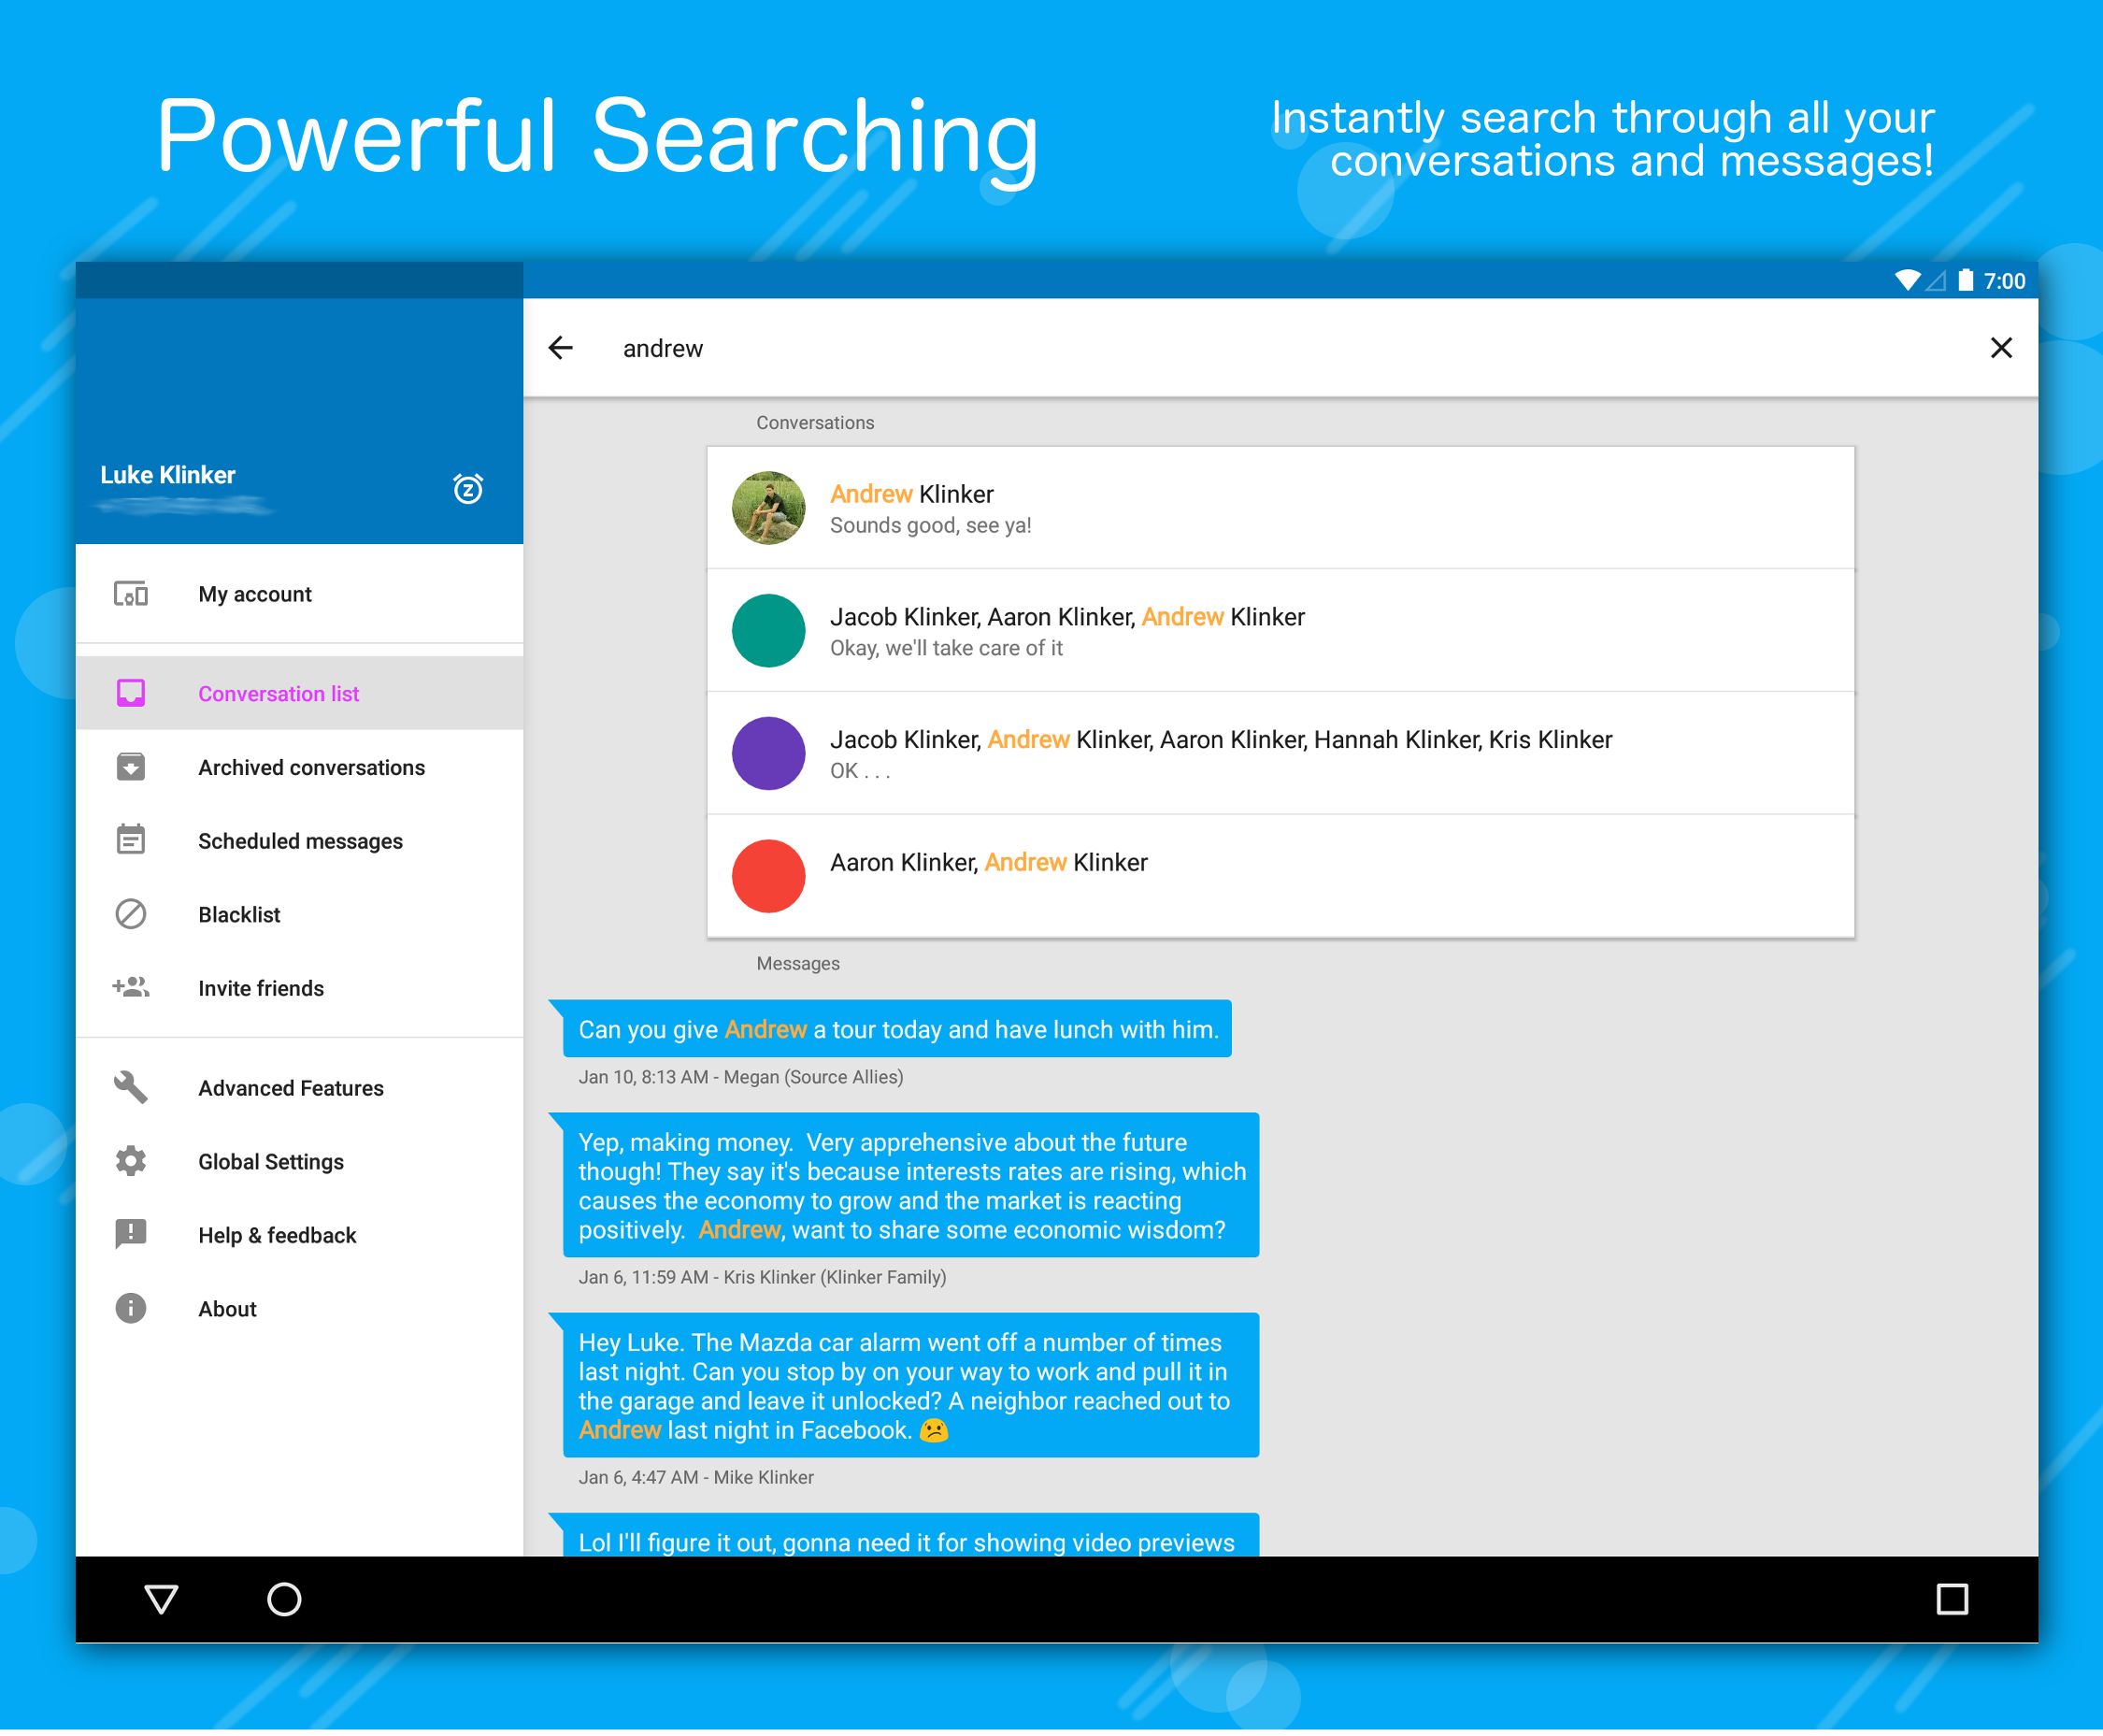 Powerful Searching
Instantly search through all your
conversations and messages!
7:00
andrew
Luke Klinker
My account
Conversation list
Archived conversations
Scheduled messages
Blacklist
Invite friends
Advanced Features
Global Settings
Help & feedback
About
Conversations
Andrew Klinker
Sounds good, see ya!
Jacob Klinker, Aaron Klinker, Andrew Klinker
Okay, we'll take care of it
Jacob Klinker, Andrew Klinker, Aaron Klinker, Hannah Klinker, Kris Klinker
OK . . .
Aaron Klinker, Andrew Klinker
Messages
Can you give Andrew a tour today and have lunch with him.
Jan 10, 8:13 AM - Megan (Source Allies)
Yep, making money.  Very apprehensive about the future
though! They say it's because interests rates are rising, which
causes the economy to grow and the market is reacting
positively.  Andrew, want to share some economic wisdom?
Jan 6, 11:59 AM - Kris Klinker (Klinker Family)
Hey Luke. The Mazda car alarm went off a number of times
last night. Can you stop by on your way to work and pull it in
the garage and leave it unlocked? A neighbor reached out to
Andrew last night in Facebook. 😕
Jan 6, 4:47 AM - Mike Klinker
Lol I'll figure it out, gonna need it for showing video previews